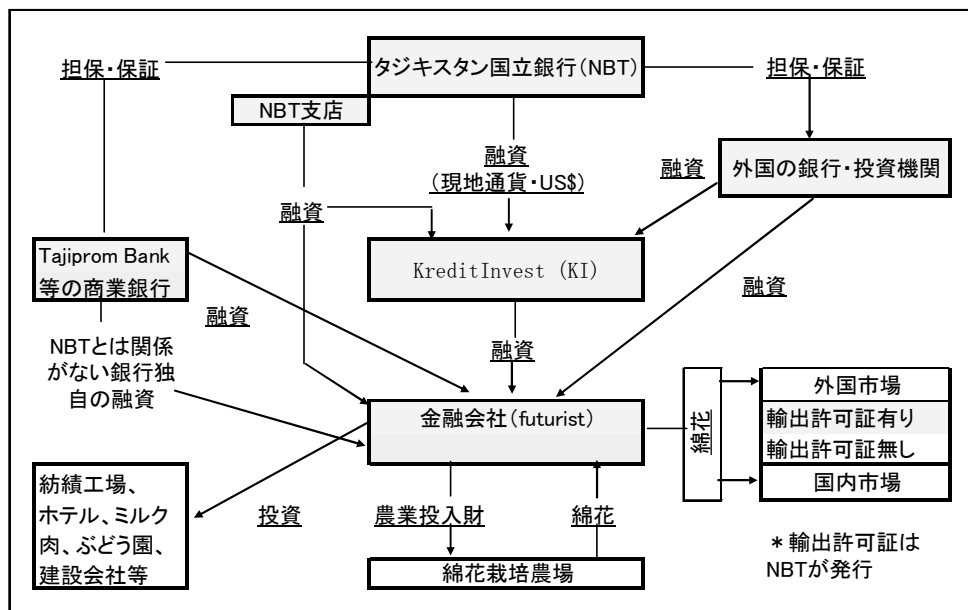 担保・保証
タジキスタン国立銀行(NBT)
担保・保証
NBT支店
融資
(現地通貨・US$)
融資
外国の銀行・投資機関
融資
Tajiprom Bank
等の商業銀行
KreditInvest (KI)
融資
融資
融資
NBTとは関係
がない銀行独
自の融資
金融会社(futurist)
綿花
外国市場
輸出許可証有り
輸出許可証無し
国内市場
紡績工場、
ホテル、ミルク
肉、ぶどう園、
建設会社等
投資
農業投入財
綿花
綿花栽培農場
*輸出許可証は
NBTが発行